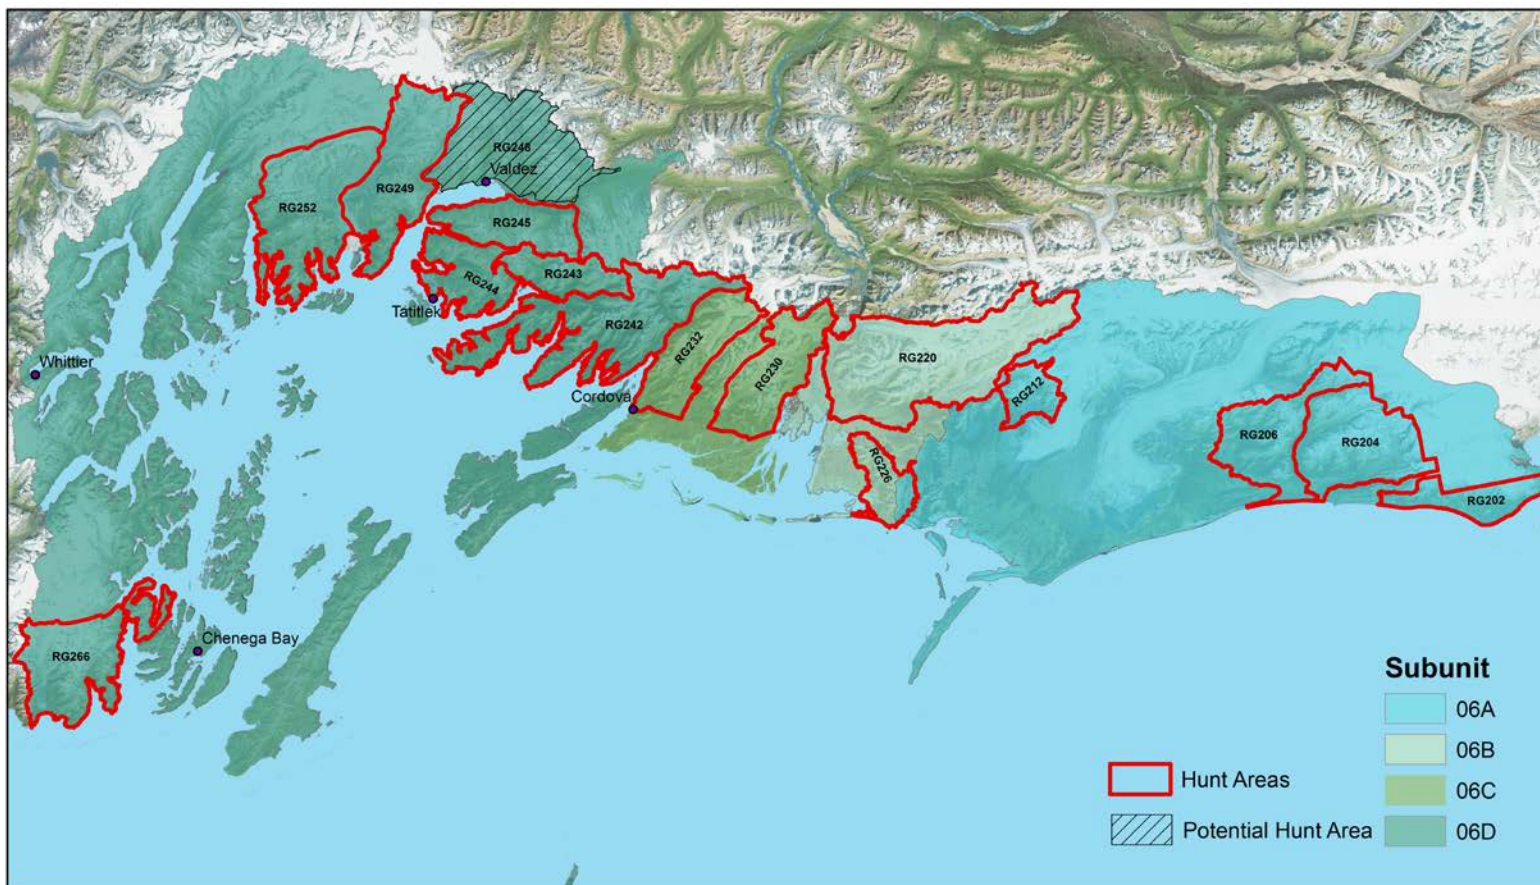 RG248
Valdez
RG249
RG252
RG245
RG243
RG244
Tatitlek
RG242
RG232
RG220
Whittier
RG230
RG212
Cordova
RG206
RG204
RG226
RG202
Chenega Bay
RG266
Subunit
06A
06B
06C
06D
Hunt Areas
Potential Hunt Area